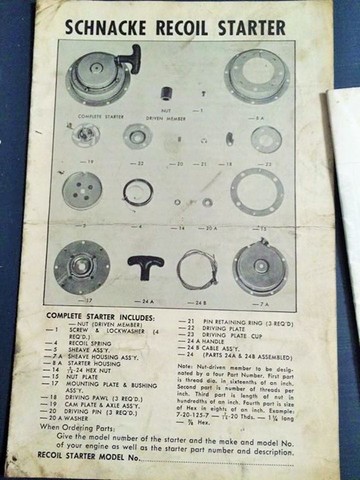 SCHNACKE RECOIL STARTER
COMPLETE STARTER
NUT
DRIVEN MEMBER
— 1
— 8 A
— 19
— 22
— 20
— 21
— 18
— 23
— 5
— 4
— 14
— 20-A
— 15
— 17
— 24 A
— 24 B
— 7 A
COMPLETE STARTER INCLUDES:
— NUT (DRIVEN MEMBER)
— 1 SCREW & LOCKWASHER (4 REQ'D.)
— 4 RECOIL SPRING
— 5 SHEAVE ASS'Y.
— 7 A SHEAVE HOUSING ASS'Y.
— 8 A STARTER HOUSING
— 14 -24 HEX NUT
— 15 NUT PLATE
— 17 MOUNTING PLATE & BUSHING ASS'Y.
— 18 DRIVING PAWL (3 REQ'D.)
— 19 CAM PLATE & AXLE ASS'Y.
— 20 DRIVING PIN (3 REQ'D.)
— 20 A WASHER
— 21 PIN RETAINING RING (3 REQ'D)
— 22 DRIVING PLATE
— 23 DRIVING PLATE CUP
— 24 A HANDLE
— 24 B CABLE ASS'Y.
— 24 (PARTS 24A & 24B ASSEMBLED)
Note: Nut-driven member to be desig-
nated by a four Part Number. First part
is thread dia. in sixteenths of an inch.
Second part is number of threads per
inch. Third part is length of nut in
hundredths of an inch. Fourth part is size
of Hex in eights of an inch. Example:
7-20-125-7 — -20 Thds. — 1¼ long
— ⅞ Hex.
When Ordering Parts:
Give the model number of the starter and the make and model No.
of your engine as well as the starter part number and description.
RECOIL STARTER MODEL No.